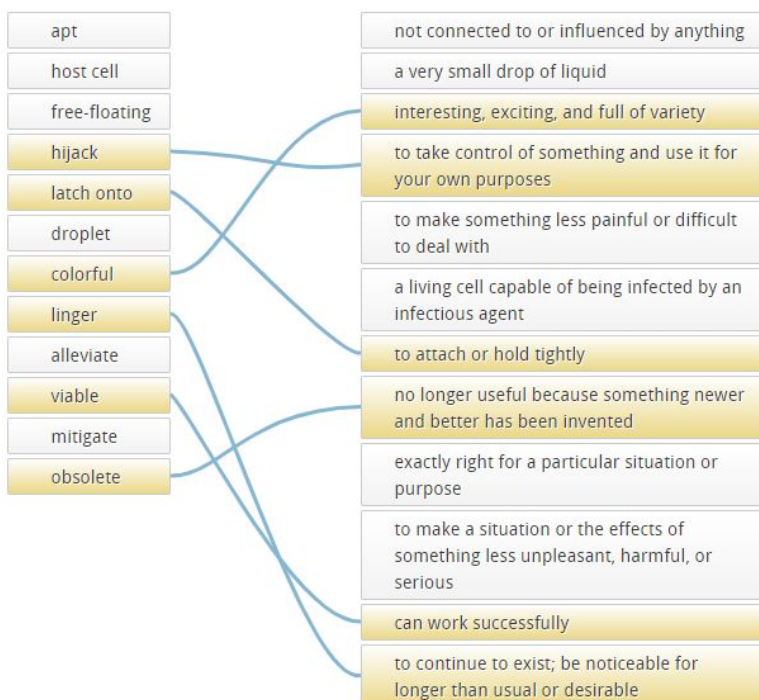 apt
host cell
free-floating
hijack
latch onto
droplet
colorful
linger
alleviate
viable
mitigate
obsolete
not connected to or influenced by anything
a very small drop of liquid
interesting, exciting, and full of variety
to take control of something and use it for
your own purposes
to make something less painful or difficult
to deal with
a living cell capable of being infected by an
infectious agent
to attach or hold tightly
no longer useful because something newer
and better has been invented
exactly right for a particular situation or
purpose
to make a situation or the effects of
something less unpleasant, harmful, or
serious
can work successfully
to continue to exist; be noticeable for
longer than usual or desirable